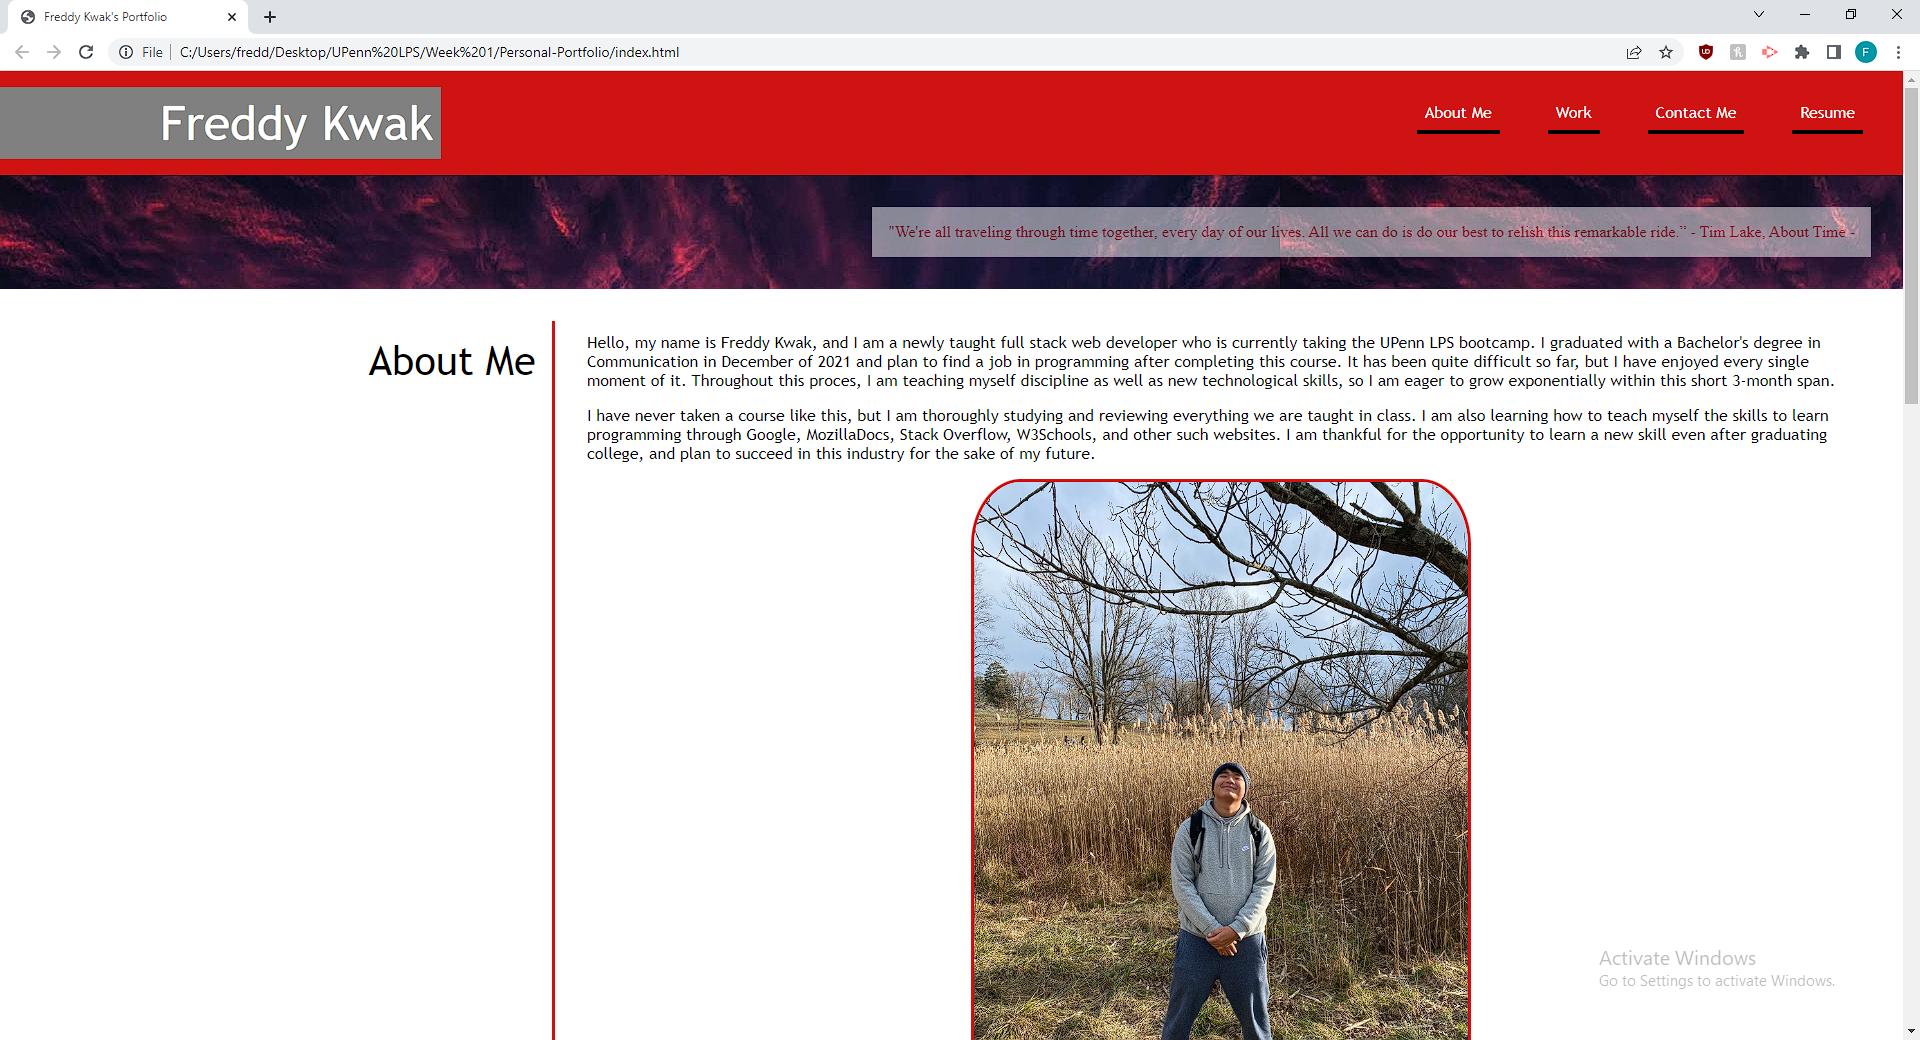 Freddy Kwak's Portfolio
File C:/Users/fredd/Desktop/UPenn%20LPS/Week%201/Personal-Portfolio/index.html
F
Freddy Kwak
About Me
Work
Contact Me
Resume
"We're all traveling through time together, every day of our lives. All we can do is do our best to relish this remarkable ride.” - Tim Lake, About Time -
About Me
Hello, my name is Freddy Kwak, and I am a newly taught full stack web developer who is currently taking the UPenn LPS bootcamp. I graduated with a Bachelor's degree in
Communication in December of 2021 and plan to find a job in programming after completing this course. It has been quite difficult so far, but I have enjoyed every single
moment of it. Throughout this proces, I am teaching myself discipline as well as new technological skills, so I am eager to grow exponentially within this short 3-month span.
I have never taken a course like this, but I am thoroughly studying and reviewing everything we are taught in class. I am also learning how to teach myself the skills to learn
programming through Google, MozillaDocs, Stack Overflow, W3Schools, and other such websites. I am thankful for the opportunity to learn a new skill even after graduating
college, and plan to succeed in this industry for the sake of my future.
Activate Windows
Go to Settings to activate Windows.